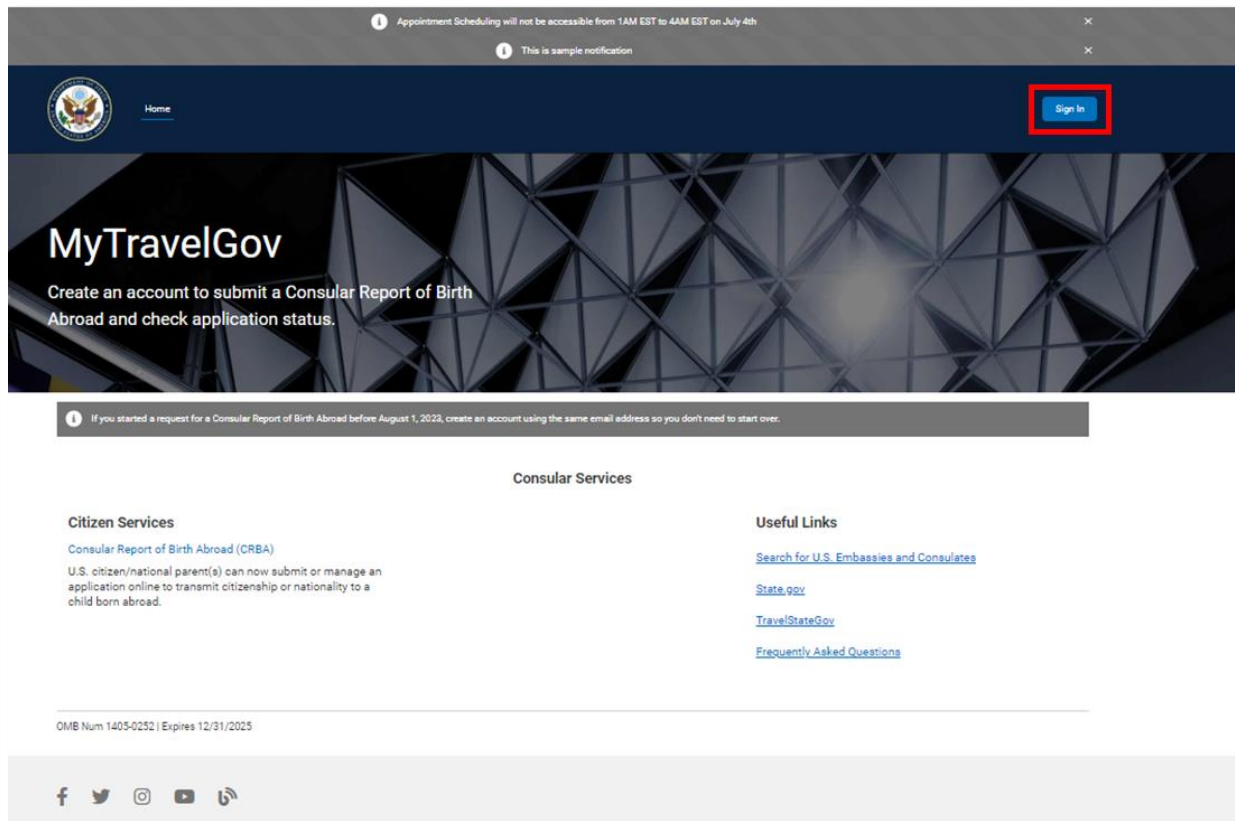 Appointment Scheduling will not be accessible from 1AM EST to 4AM EST on July 4th
This is sample notification
Home
Sign In
MyTravelGov
Create an account to submit a Consular Report of Birth
Abroad and check application status.
If you started a request for a Consular Report of Birth Abroad before August 1, 2023, create an account using the same email address so you don't need to start over.
Consular Services
Citizen Services
Consular Report of Birth Abroad (CRBA)
U.S. citizen/national parent(s) can now submit or manage an
application online to transmit citizenship or nationality to a
child born abroad.
Useful Links
Search for U.S. Embassies and Consulates
State.gov
TravelStateGov
Frequently Asked Questions
OMB Num 1405-0252 | Expires 12/31/2025